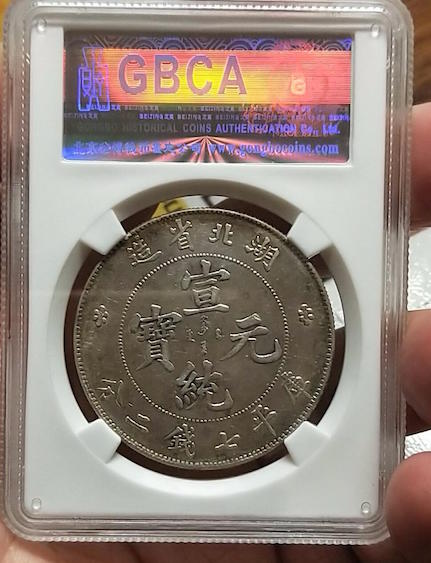 GBCA
GONGBO HISTORICAL COINS AUTHENTICATION Co., Ltd.
www.gongbocoins.com
造省北湖
宣
寶 元
統
庫平七錢二分